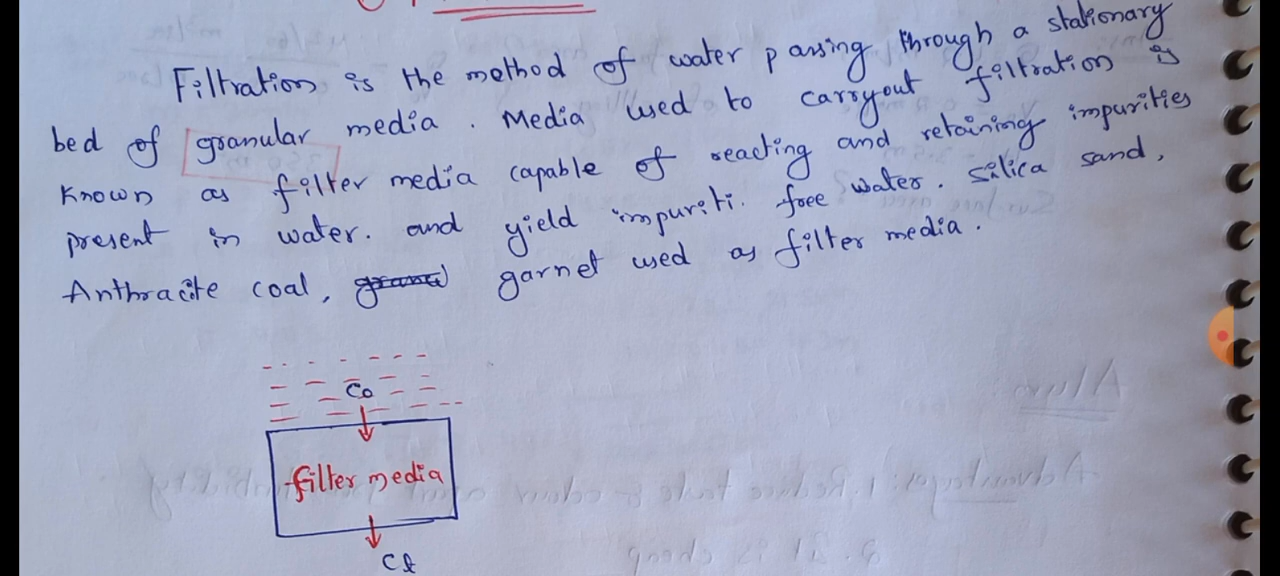 Filtration is the method of water passing through a stationary
bed of granular media. Media used to carryout filtration is
known as filter media capable of reacting and retaining impurities
present in water. and yield impuriti. free water. Silica sand,
Anthracite coal, garnet used as filter media.
Co
filter media